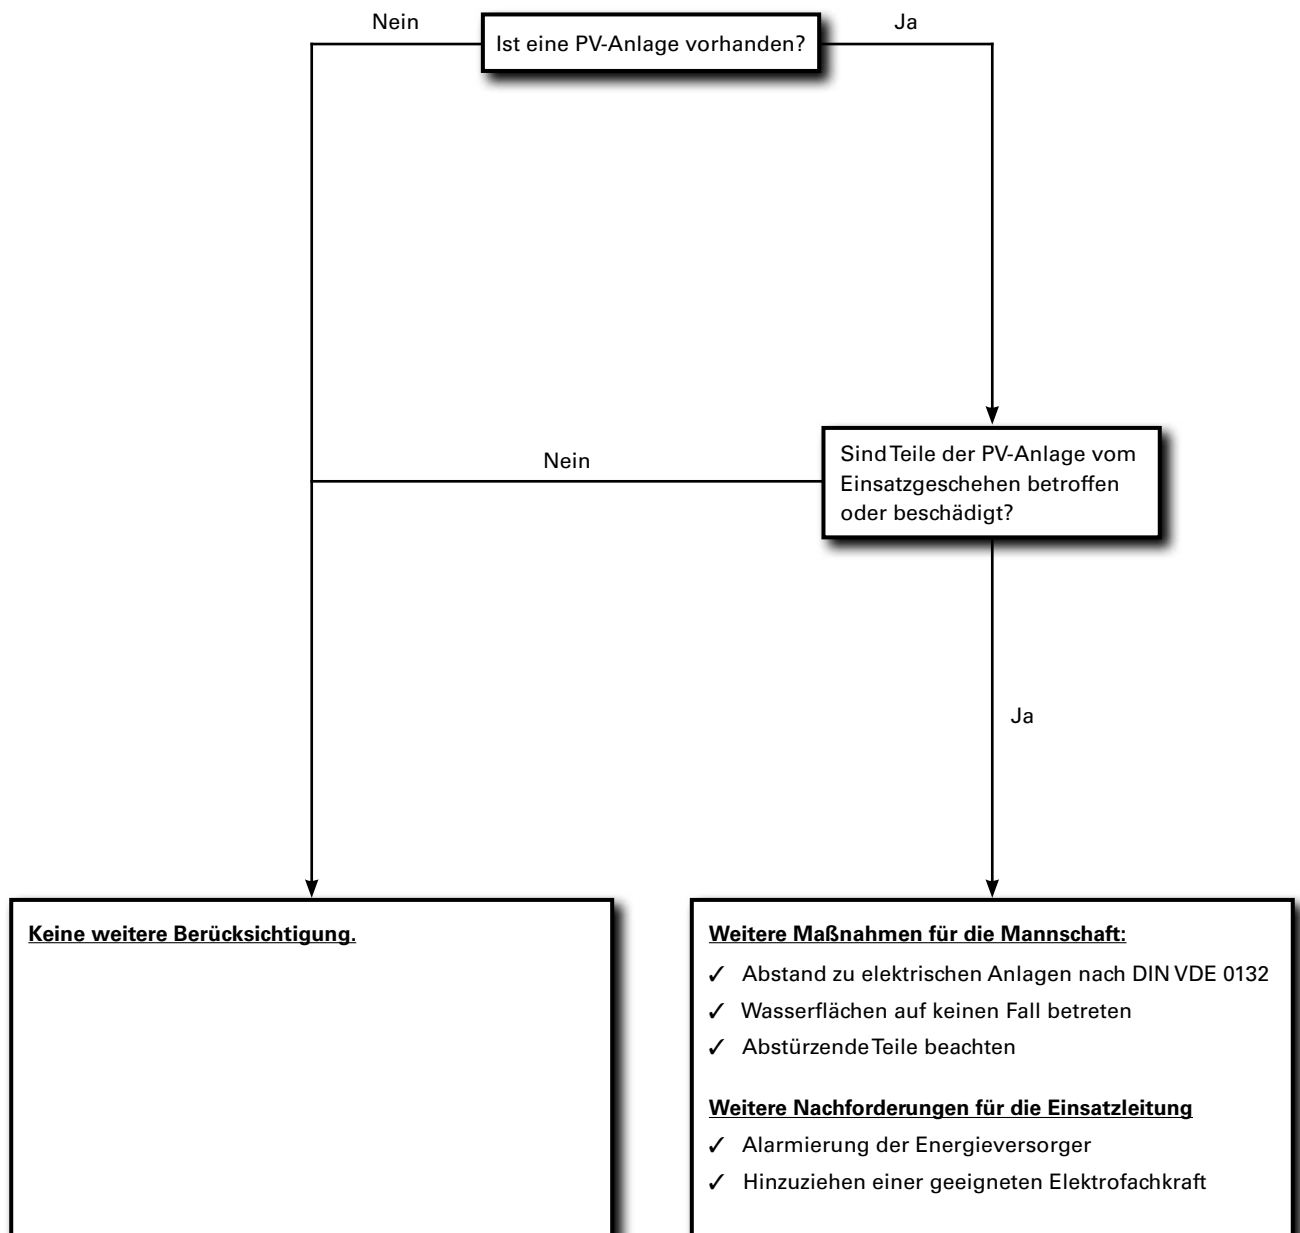 Nein
Ist eine PV-Anlage vorhanden?
Ja
Nein
Sind Teile der PV-Anlage vom
Einsatzgeschehen betroffen
oder beschädigt?
Ja
Keine weitere Berücksichtigung.
Weitere Maßnahmen für die Mannschaft:
✓ Abstand zu elektrischen Anlagen nach DIN VDE 0132
✓ Wasserflächen auf keinen Fall betreten
✓ Abstürzende Teile beachten
Weitere Nachforderungen für die Einsatzleitung
✓ Alarmierung der Energieversorger
✓ Hinzuziehen einer geeigneten Elektrofachkraft